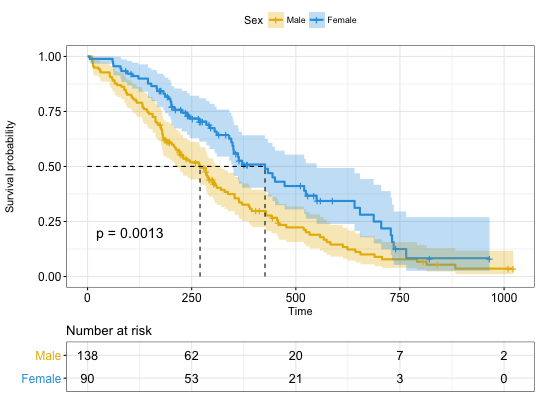 Sex Male Female
Survival probability
1.00
0.75
0.50
0.25
0.00
p = 0.0013
0 250 500 750 1000
Time
Number at risk
Male 138 62 20 7 2
Female 90 53 21 3 0